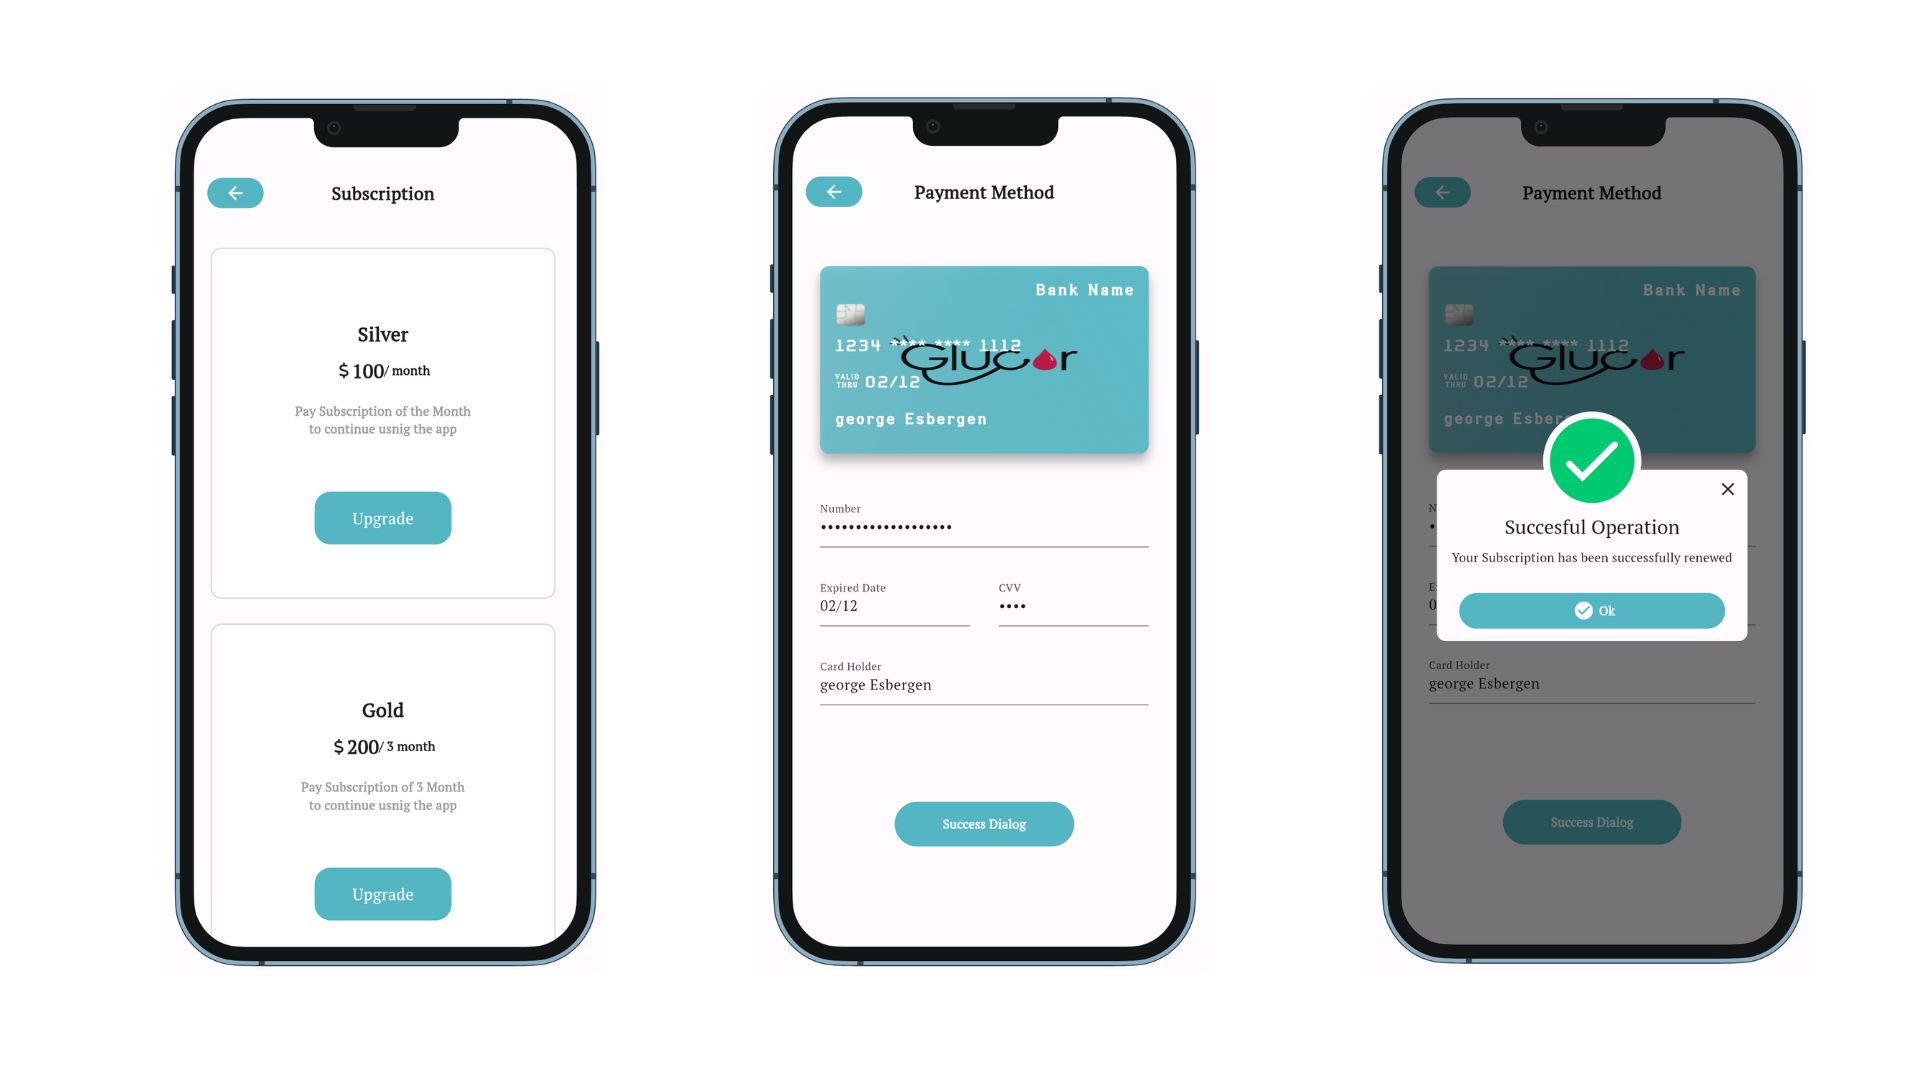 Subscription
Silver
$ 100/ month
Pay Subscription of the Month
to continue usnig the app
Upgrade
Gold
$ 200/ 3 month
Pay Subscription of 3 Month
to continue usnig the app
Upgrade
Payment Method
Bank Name
1234 **** **** 1112
Glucor
VALID
THRU 02/12
george Esbergen
Number
•••••••••••••••••••
Expired Date
CVV
02/12
••••
Card Holder
george Esbergen
Success Dialog
Payment Method
Bank Name
1234 **** **** 1112
Glucor
VALID
THRU 02/12
george Esber
Succesful Operation
Your Subscription has been successfully renewed
Ok
Card Holder
george Esbergen
Success Dialog